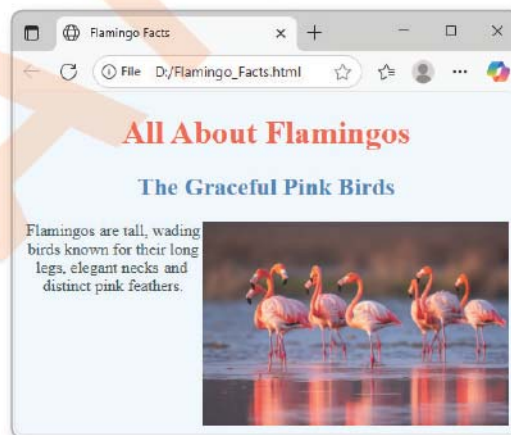 Flamingo Facts
File D:/Flamingo_Facts.html
All About Flamingos
The Graceful Pink Birds
Flamingos are tall, wading
birds known for their long
legs, elegant necks and
distinct pink feathers.